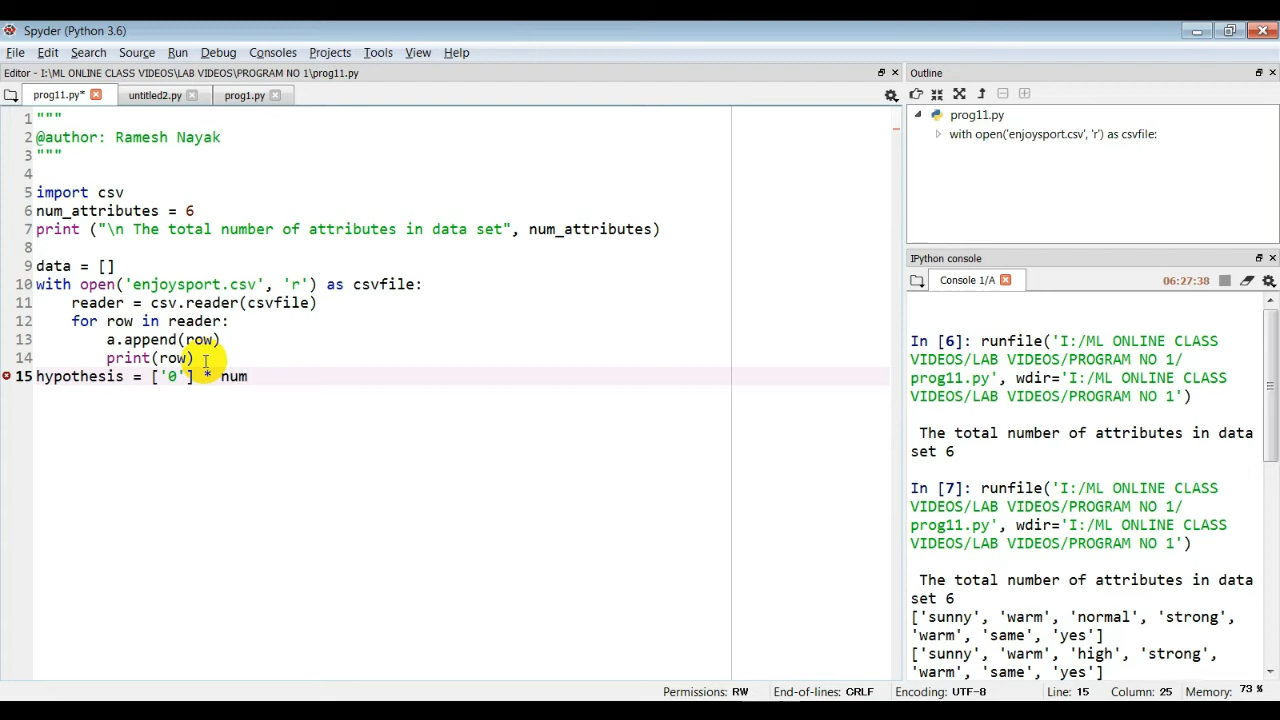 Spyder (Python 3.6)
File Edit Search Source Run Debug Consoles Projects Tools View Help
Editor - I:\ML ONLINE CLASS VIDEOS\LAB VIDEOS\PROGRAM NO 1\prog11.py
prog11.py* untitled2.py prog1.py
1 """
2 @author: Ramesh Nayak
3 """
4
5 import csv
6 num_attributes = 6
7 print ("\n The total number of attributes in data set", num_attributes)
8
9 data = []
10 with open('enjoysport.csv', 'r') as csvfile:
11 reader = csv.reader(csvfile)
12 for row in reader:
13 a.append(row)
14 print(row)
15 hypothesis = ['0'] * num
Outline
prog11.py
with open('enjoysport.csv', 'r') as csvfile:
IPython console
Console 1/A 06:27:38
In [6]: runfile('I:/ML ONLINE CLASS
VIDEOS/LAB VIDEOS/PROGRAM NO 1/
prog11.py', wdir='I:/ML ONLINE CLASS
VIDEOS/LAB VIDEOS/PROGRAM NO 1')
The total number of attributes in data
set 6
In [7]: runfile('I:/ML ONLINE CLASS
VIDEOS/LAB VIDEOS/PROGRAM NO 1/
prog11.py', wdir='I:/ML ONLINE CLASS
VIDEOS/LAB VIDEOS/PROGRAM NO 1')
The total number of attributes in data
set 6
['sunny', 'warm', 'normal', 'strong',
'warm', 'same', 'yes']
['sunny', 'warm', 'high', 'strong',
'warm', 'same', 'yes']
Permissions: RW End-of-lines: CRLF Encoding: UTF-8 Line: 15 Column: 25 Memory: 73 %